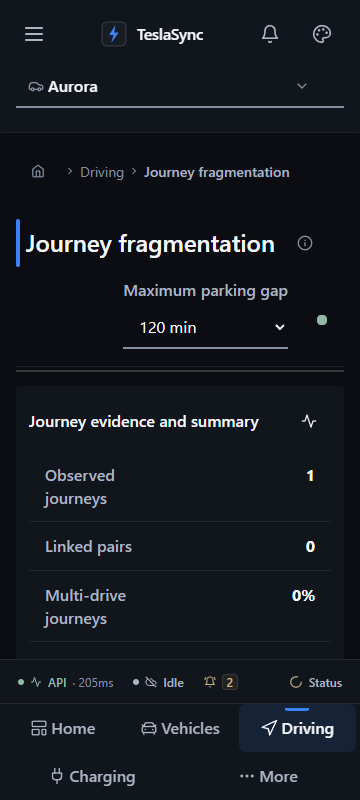 TeslaSync
Aurora
Driving
Journey fragmentation
Journey fragmentation
Maximum parking gap
120 min
Journey evidence and summary
Observed journeys 1
Linked pairs 0
Multi-drive journeys 0%
API · 205ms
Idle
2
Status
Home
Vehicles
Driving
Charging
More